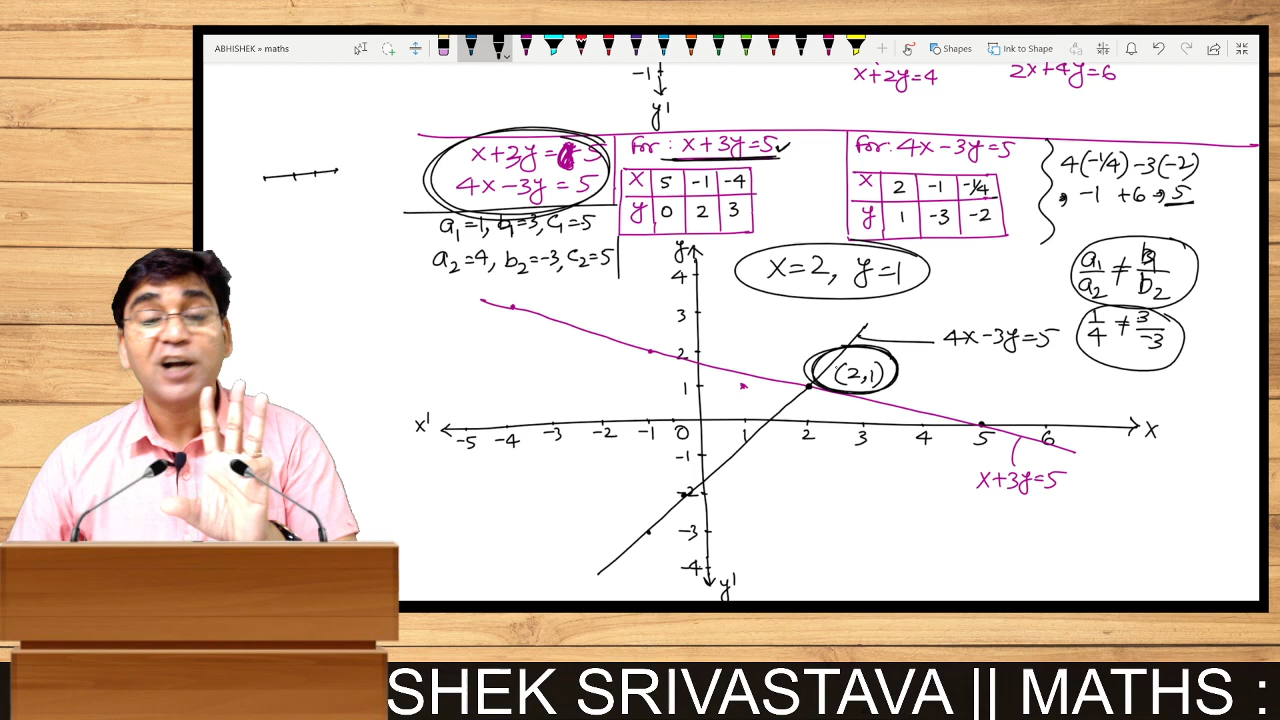 ABHISHEK » maths
Shapes
Ink to Shape
-1
y'
x+2y=4
2x+4y=6
x+2y=5
4x-3y=5
a₁=1, b₁=3, c₁=5
a₂=4, b₂=-3, c₂=5
For: x+3y=5 ✓
x 5 -1 -4
y 0 2 3
For: 4x-3y=5
x 2 -1 -1/4
y 1 -3 -2
4(-1/4)-3(-2)
-1 +6 → 5
a₁/a₂ ≠ b₁/b₂
1/4 ≠ 3/-3
x=2, y=1
y
4
3
2
1
4x-3y=5
(2,1)
x' -5 -4 -3 -2 -1 0 1 2 3 4 5 6 x
-1
-2
-3
-4
y'
x+3y=5
SHEK SRIVASTAVA || MATHS :